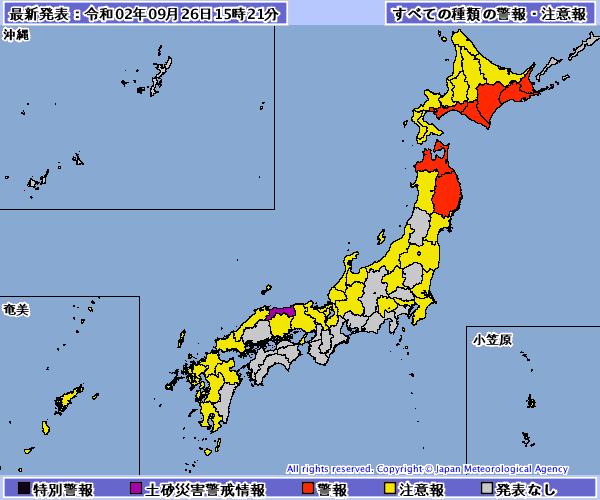 最新発表：令和02年09月26日15時21分
すべての種類の警報・注意報
沖縄
奄美
小笠原
All rights reserved. Copyright © Japan Meteorological Agency
特別警報 土砂災害警戒情報 警報 注意報 発表なし